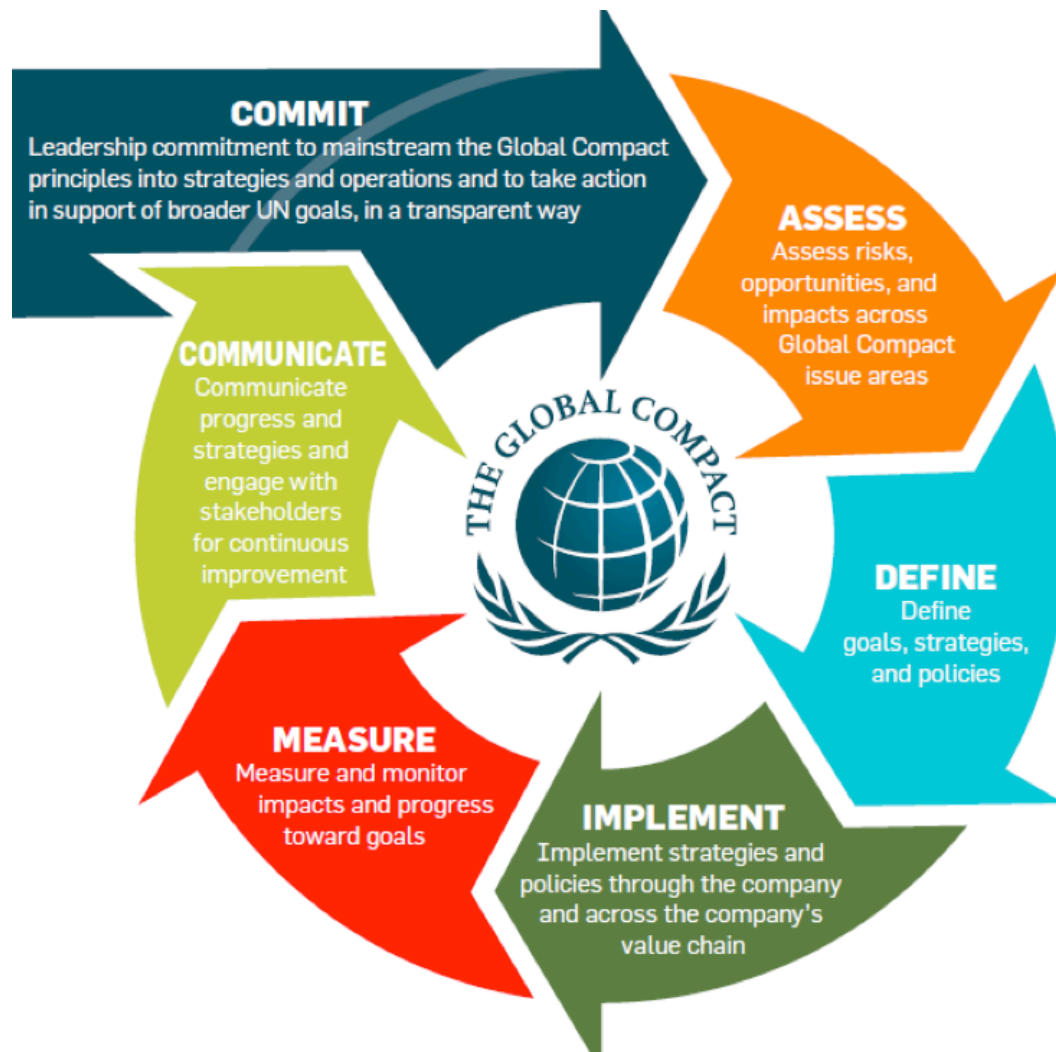 COMMIT
Leadership commitment to mainstream the Global Compact
principles into strategies and operations and to take action
in support of broader UN goals, in a transparent way
ASSESS
Assess risks,
opportunities, and
impacts across
Global Compact
issue areas
DEFINE
Define
goals, strategies,
and policies
IMPLEMENT
Implement strategies and
policies through the company
and across the company's
value chain
MEASURE
Measure and monitor
impacts and progress
toward goals
COMMUNICATE
Communicate
progress and
strategies and
engage with
stakeholders
for continuous
improvement
THE GLOBAL COMPACT